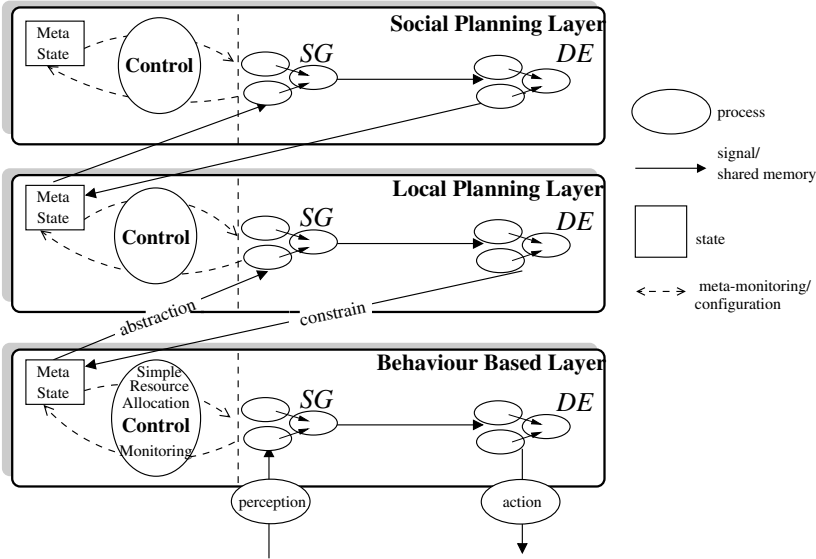 Social Planning Layer
Meta
State
Control
SG
DE
Local Planning Layer
Meta
State
Control
SG
DE
abstraction
constrain
Behaviour Based Layer
Meta
State
Simple
Resource
Allocation
Control
Monitoring
SG
DE
perception
action
process
signal/
shared memory
state
meta-monitoring/
configuration